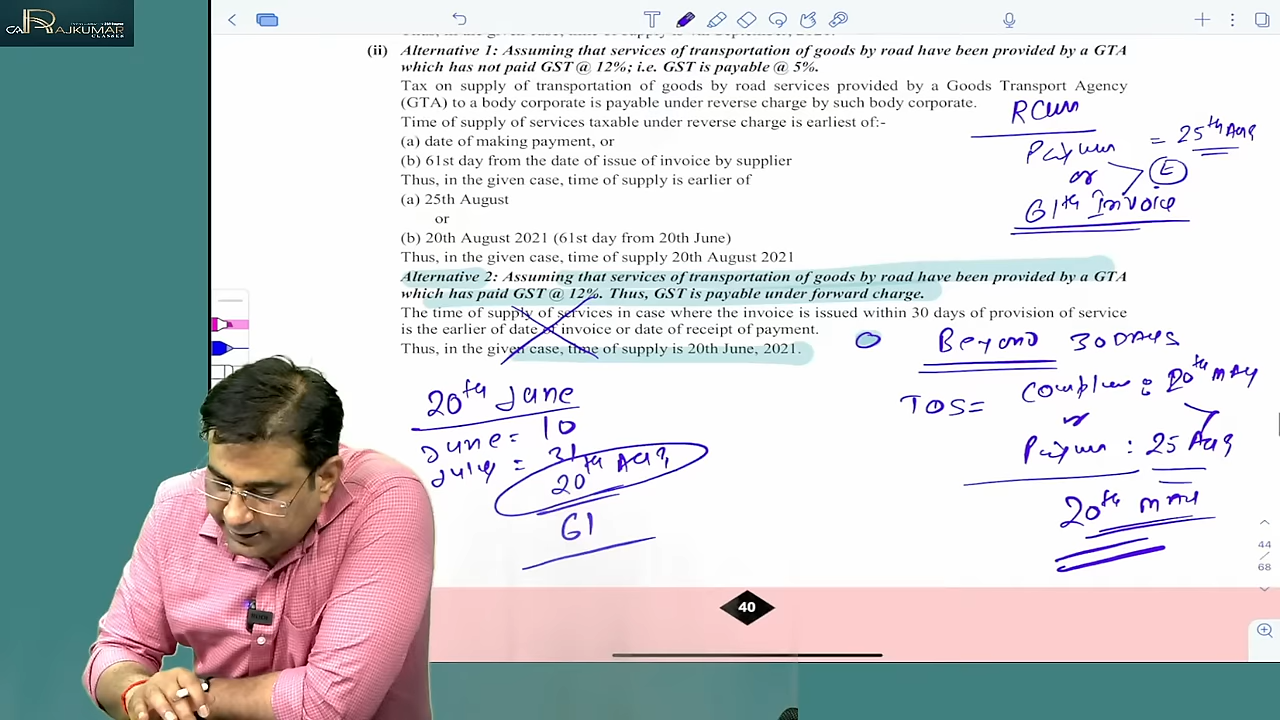 CA RAJKUMAR
(ii) Alternative 1: Assuming that services of transportation of goods by road have been provided by a GTA
which has not paid GST @ 12%; i.e. GST is payable @ 5%.
Tax on supply of transportation of goods by road services provided by a Goods Transport Agency
(GTA) to a body corporate is payable under reverse charge by such body corporate.
Time of supply of services taxable under reverse charge is earliest of:-
(a) date of making payment, or
(b) 61st day from the date of issue of invoice by supplier
Thus, in the given case, time of supply is earlier of
(a) 25th August
or
(b) 20th August 2021 (61st day from 20th June)
Thus, in the given case, time of supply 20th August 2021
Alternative 2: Assuming that services of transportation of goods by road have been provided by a GTA
which has paid GST @ 12%. Thus, GST is payable under forward charge.
The time of supply of services in case where the invoice is issued within 30 days of provision of service
is the earlier of date of invoice or date of receipt of payment.
Thus, in the given case, time of supply is 20th June, 2021.
= 25th Aug
or
E
61th Invoice
Beyond 30 DAYS
TOS=
: 20th MAY
or
: 25 Aug
20th MAY
20th June
June = 10
July = 31
20th Aug
61
40
44
68